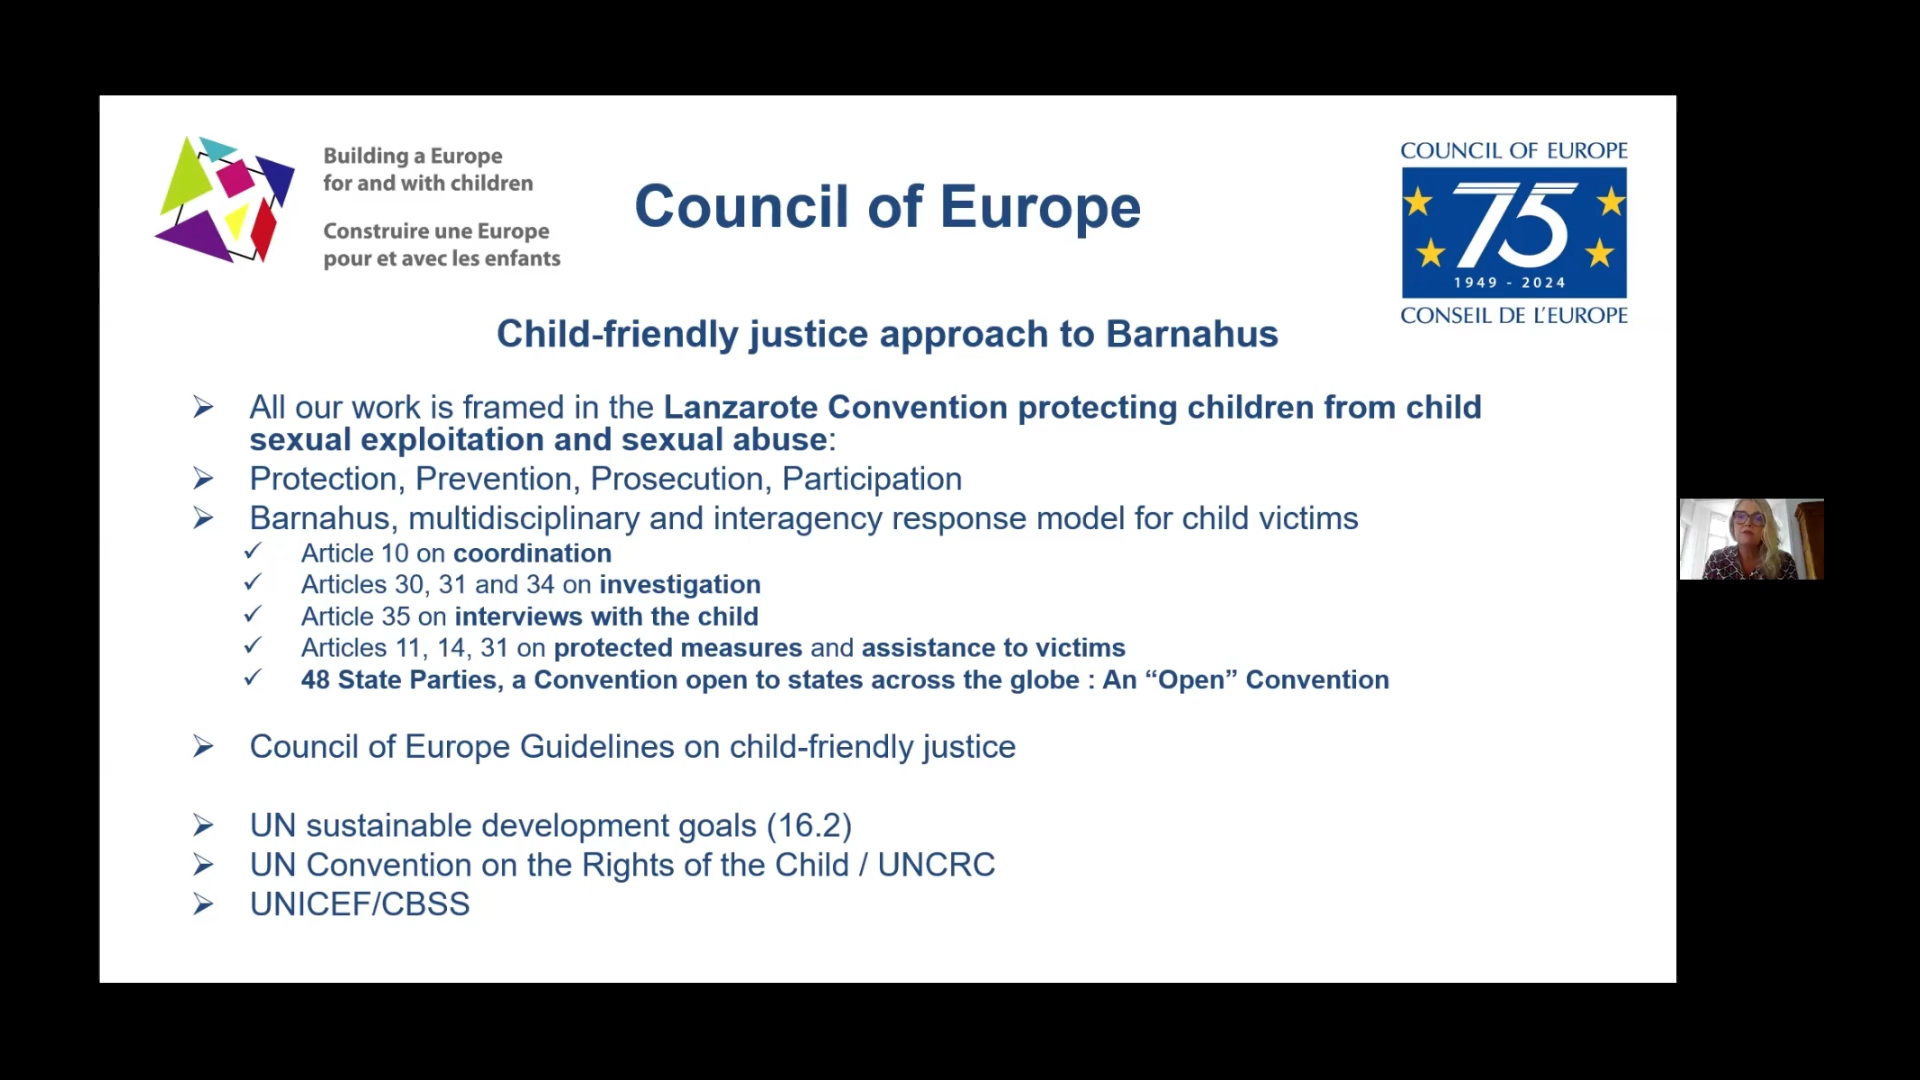 Building a Europe
for and with children
Construire une Europe
pour et avec les enfants
Council of Europe
COUNCIL OF EUROPE
75
1949 - 2024
CONSEIL DE L'EUROPE
Child-friendly justice approach to Barnahus
All our work is framed in the Lanzarote Convention protecting children from child
sexual exploitation and sexual abuse:
Protection, Prevention, Prosecution, Participation
Barnahus, multidisciplinary and interagency response model for child victims
Article 10 on coordination
Articles 30, 31 and 34 on investigation
Article 35 on interviews with the child
Articles 11, 14, 31 on protected measures and assistance to victims
48 State Parties, a Convention open to states across the globe : An “Open” Convention
Council of Europe Guidelines on child-friendly justice
UN sustainable development goals (16.2)
UN Convention on the Rights of the Child / UNCRC
UNICEF/CBSS